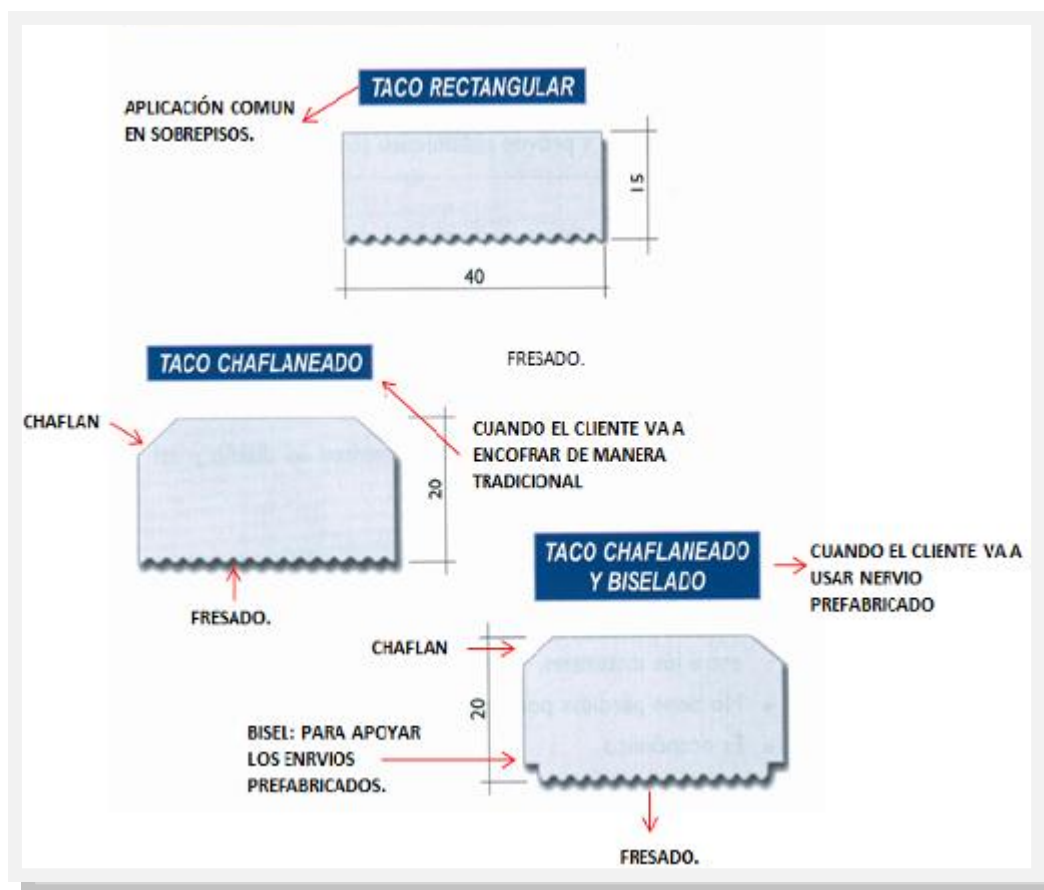 TACO RECTANGULAR
APLICACIÓN COMUN
EN SOBREPISOS.
15
40
TACO CHAFLANEADO
FRESADO.
CHAFLAN
CUANDO EL CLIENTE VA A
ENCOFRAR DE MANERA
TRADICIONAL
20
FRESADO.
TACO CHAFLANEADO
Y BISELADO
CUANDO EL CLIENTE VA A
USAR NERVIO
PREFABRICADO
CHAFLAN
20
BISEL: PARA APOYAR
LOS ENRVIOS
PREFABRICADOS.
FRESADO.